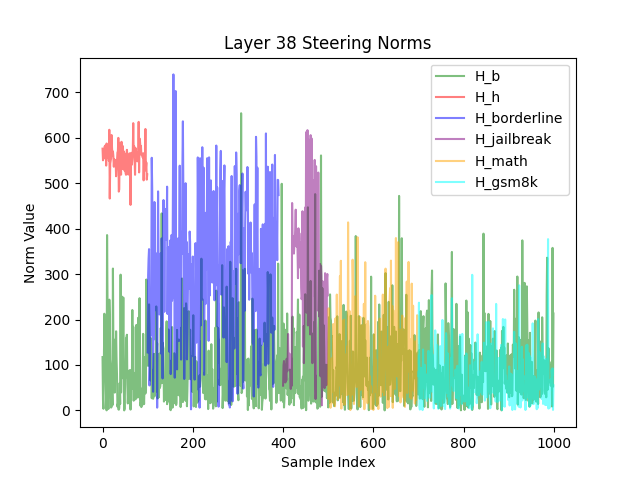 Layer 38 Steering Norms
H_b
H_h
H_borderline
H_jailbreak
H_math
H_gsm8k
Norm Value
700
600
500
400
300
200
100
0
0
200
400
600
800
1000
Sample Index